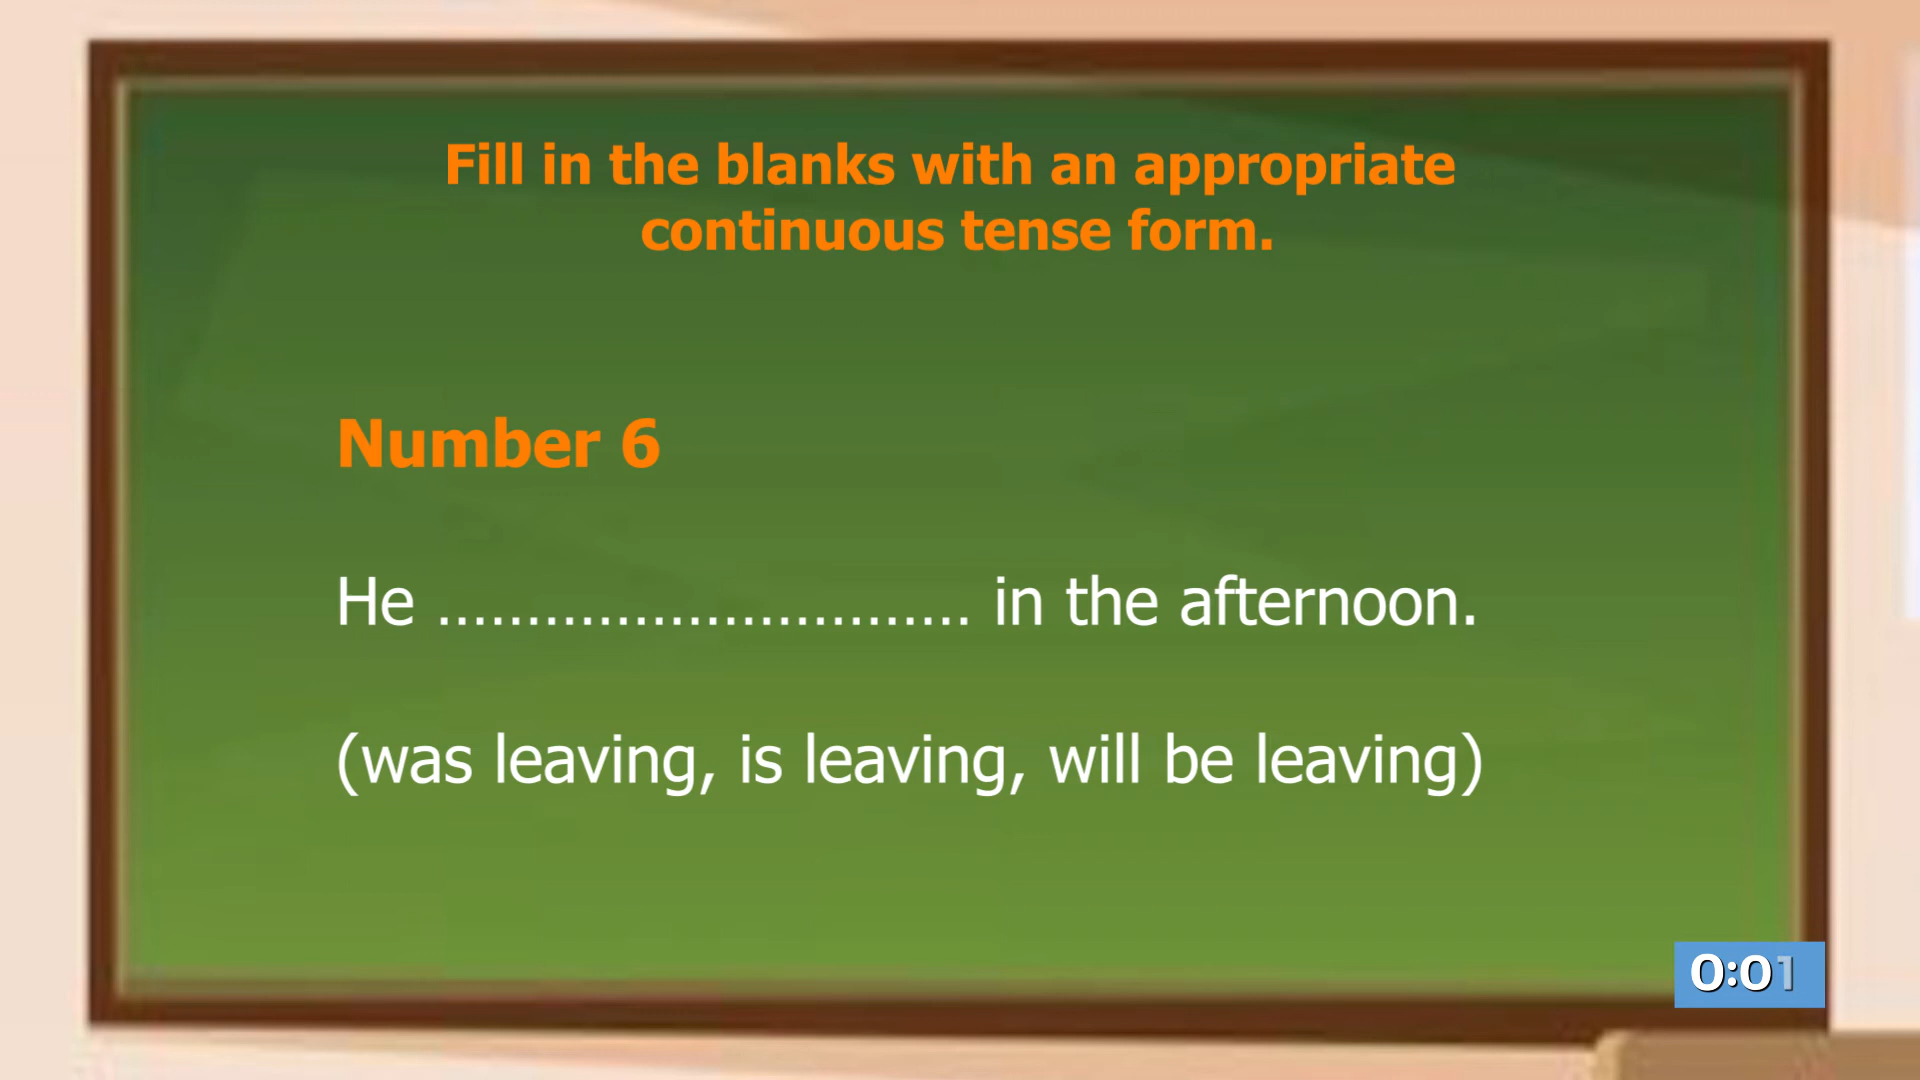 Fill in the blanks with an appropriate
continuous tense form.
Number 6
He .............................. in the afternoon.
(was leaving, is leaving, will be leaving)
0:01